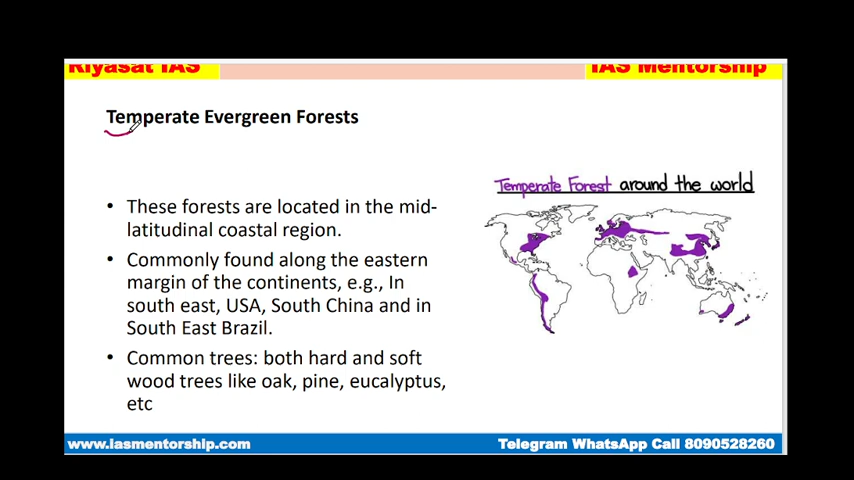 Riyasat IAS
IAS Mentorship
Temperate Evergreen Forests
Temperate Forest around the world
• These forests are located in the mid-
latitudinal coastal region.
• Commonly found along the eastern
margin of the continents, e.g., In
south east, USA, South China and in
South East Brazil.
• Common trees: both hard and soft
wood trees like oak, pine, eucalyptus,
etc
www.Iasmentorship.com
Telegram WhatsApp Call 8090528260